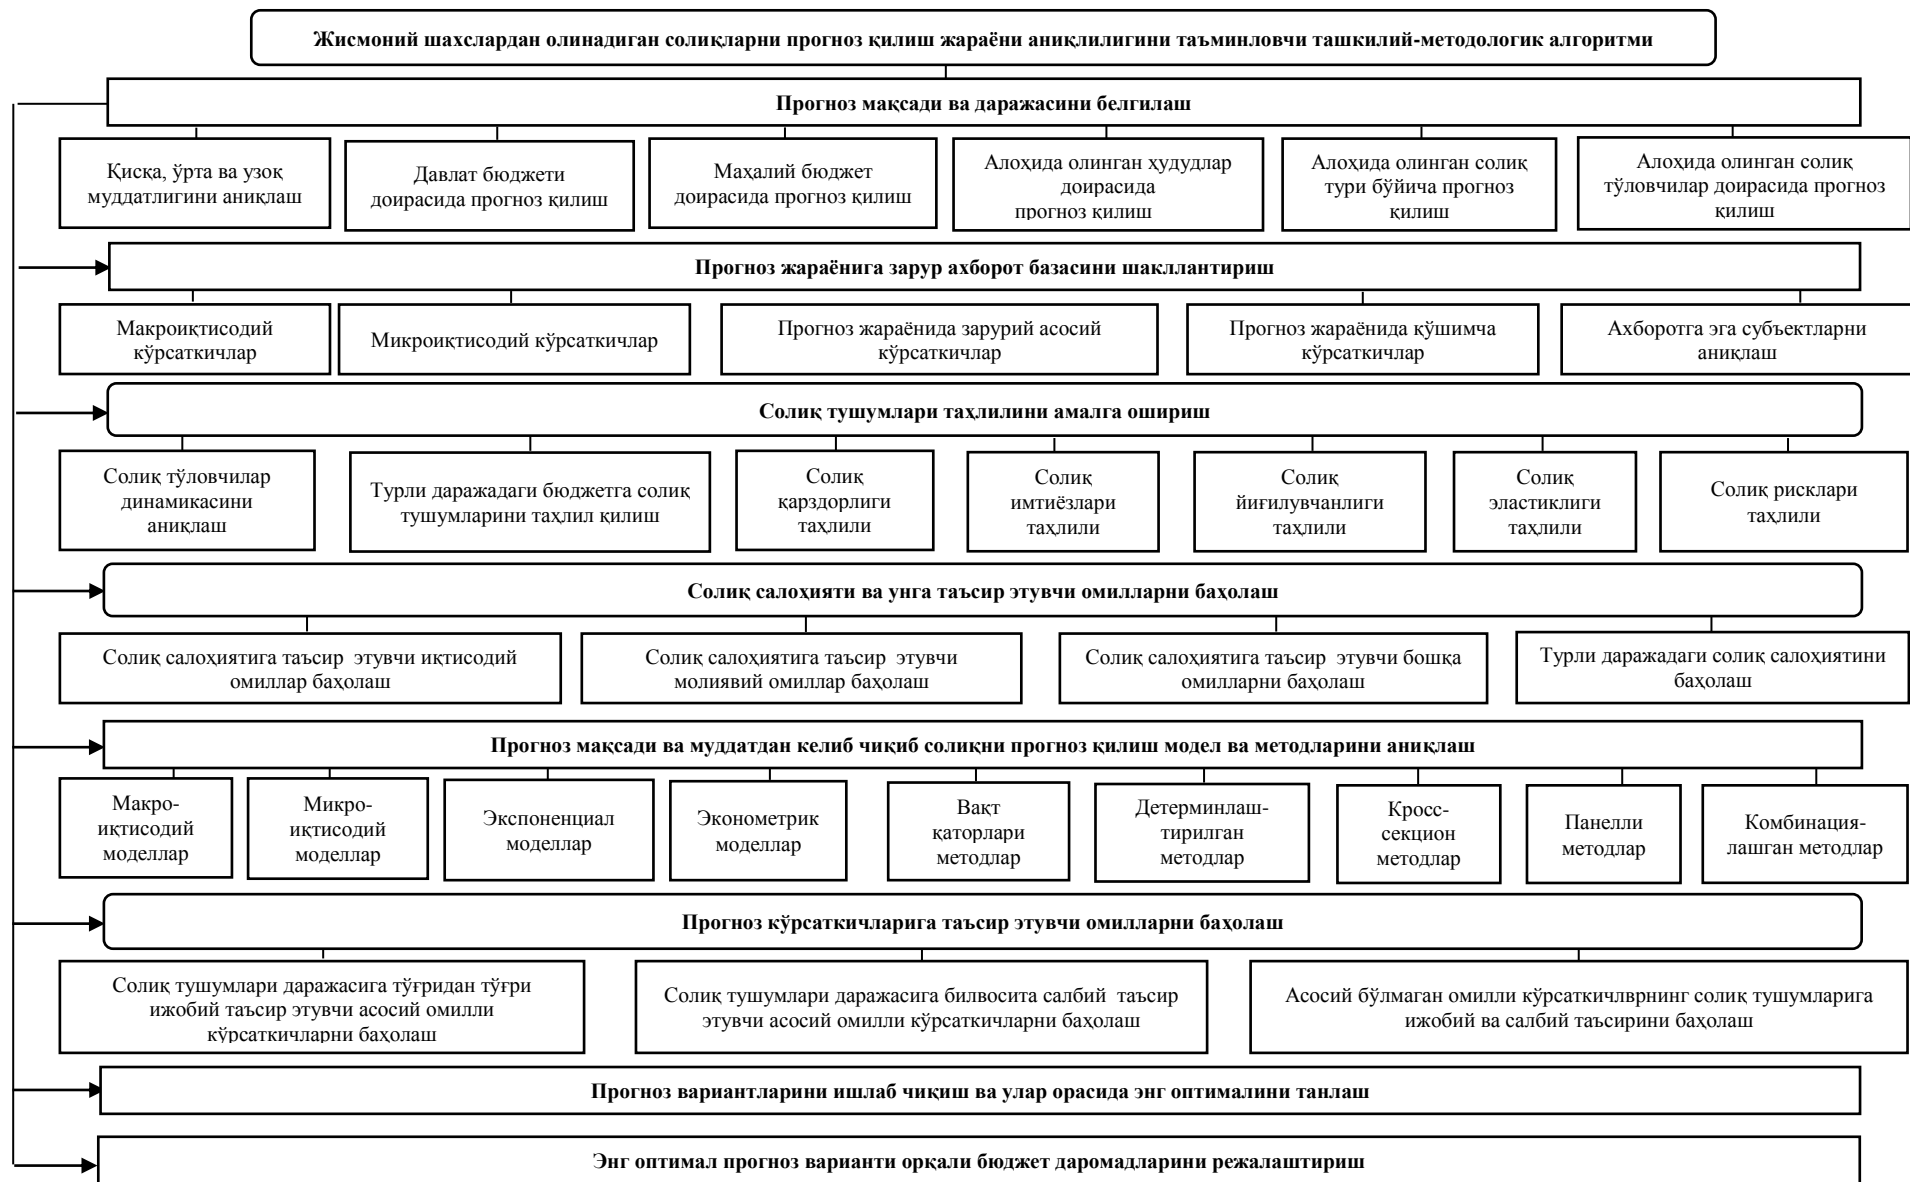 Жисмоний шахслардан олинадиган солиқларни прогноз қилиш жараёни аниқлилигини таъминловчи ташкилий-методологик алгоритми
Прогноз мақсади ва даражасини белгилаш
Қисқа, ўрта ва узоқ
муддатлигини аниқлаш
Давлат бюджети
доирасида прогноз қилиш
Маҳалий бюджет
доирасида прогноз қилиш
Алоҳида олинган ҳудудлар
доирасида
прогноз қилиш
Алоҳида олинган солиқ
тури бўйича прогноз
қилиш
Алоҳида олинган солиқ
тўловчилар доирасида прогноз
қилиш
Прогноз жараёнига зарур ахборот базасини шакллантириш
Макроиқтисодий
кўрсаткичлар
Микроиқтисодий кўрсаткичлар
Прогноз жараёнида зарурий асосий
кўрсаткичлар
Прогноз жараёнида қўшимча
кўрсаткичлар
Ахборотга эга субъектларни
аниқлаш
Солиқ тушумлари таҳлилини амалга ошириш
Солиқ тўловчилар
динамикасини
аниқлаш
Турли даражадаги бюджетга солиқ
тушумларини таҳлил қилиш
Солиқ
қарздорлиги
таҳлили
Солиқ
имтиёзлари
таҳлили
Солиқ
йиғилувчанлиги
таҳлили
Солиқ
эластиклиги
таҳлили
Солиқ рисклари
таҳлили
Солиқ салоҳияти ва унга таъсир этувчи омилларни баҳолаш
Солиқ салоҳиятига таъсир этувчи иқтисодий
омиллар баҳолаш
Солиқ салоҳиятига таъсир этувчи
молиявий омиллар баҳолаш
Солиқ салоҳиятига таъсир этувчи бошқа
омилларни баҳолаш
Турли даражадаги солиқ салоҳиятини
баҳолаш
Прогноз мақсади ва муддатдан келиб чиқиб солиқни прогноз қилиш модел ва методларини аниқлаш
Макро-
иқтисодий
моделлар
Микро-
иқтисодий
моделлар
Экспоненциал
моделлар
Эконометрик
моделлар
Вақт
қаторлари
методлар
Детерминлаш-
тирилган
методлар
Кросс-
секцион
методлар
Панелли
методлар
Комбинация-
лашган методлар
Прогноз кўрсаткичларига таъсир этувчи омилларни баҳолаш
Солиқ тушумлари даражасига тўғридан тўғри
ижобий таъсир этувчи асосий омилли
кўрсаткичларни баҳолаш
Солиқ тушумлари даражасига билвосита салбий таъсир
этувчи асосий омилли кўрсаткичларни баҳолаш
Асосий бўлмаган омилли кўрсаткичлврнинг солиқ тушумларига
ижобий ва салбий таъсирини баҳолаш
Прогноз вариантларини ишлаб чиқиш ва улар орасида энг оптималини танлаш
Энг оптимал прогноз варианти орқали бюджет даромадларини режалаштириш